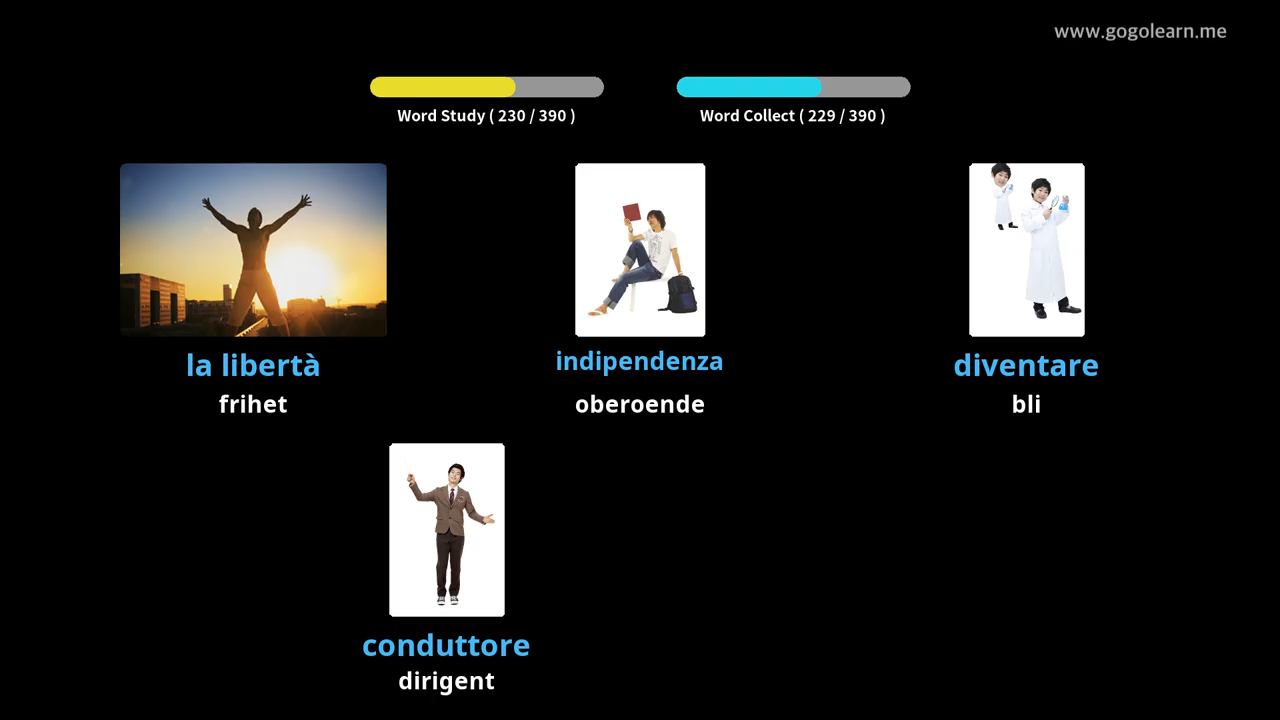 www.gogolearn.me
Word Study ( 230 / 390 )
Word Collect ( 229 / 390 )
la libertà
frihet
indipendenza
oberoende
diventare
bli
conduttore
dirigent